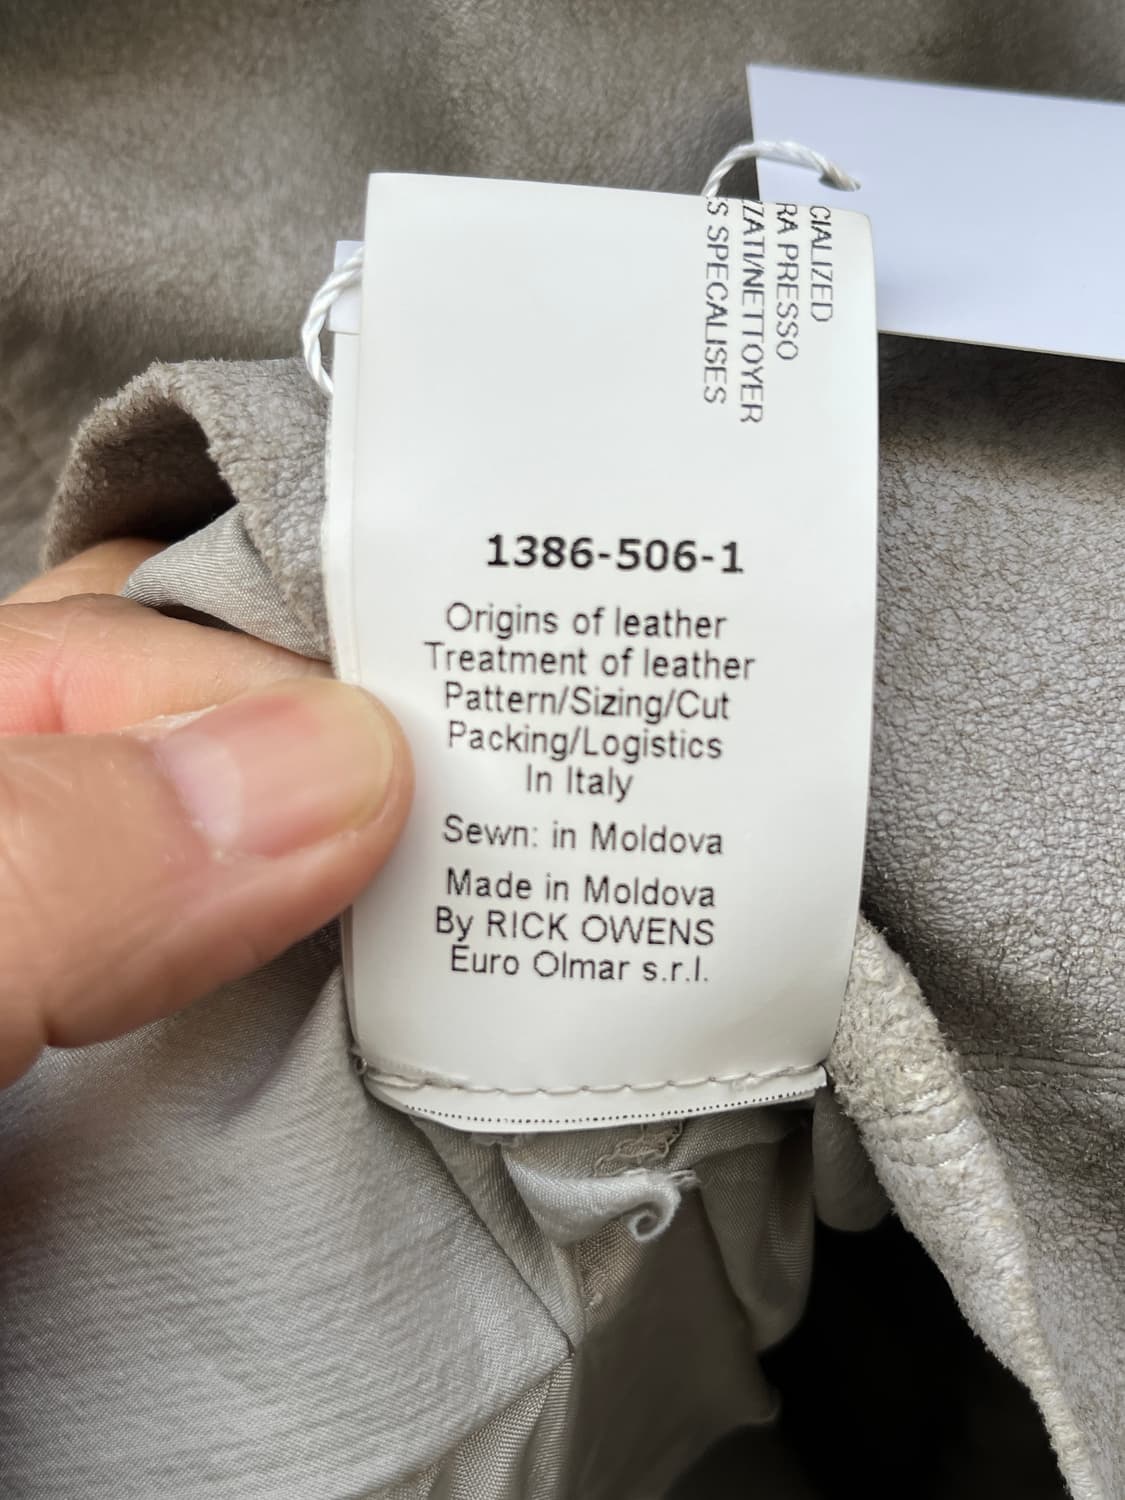 CIALIZED
RA PRESSO
ZATI/NETTOYER
S SPECALISES
1386-506-1
Origins of leather
Treatment of leather
Pattern/Sizing/Cut
Packing/Logistics
In Italy
Sewn: in Moldova
Made in Moldova
By RICK OWENS
Euro Olmar s.r.l.